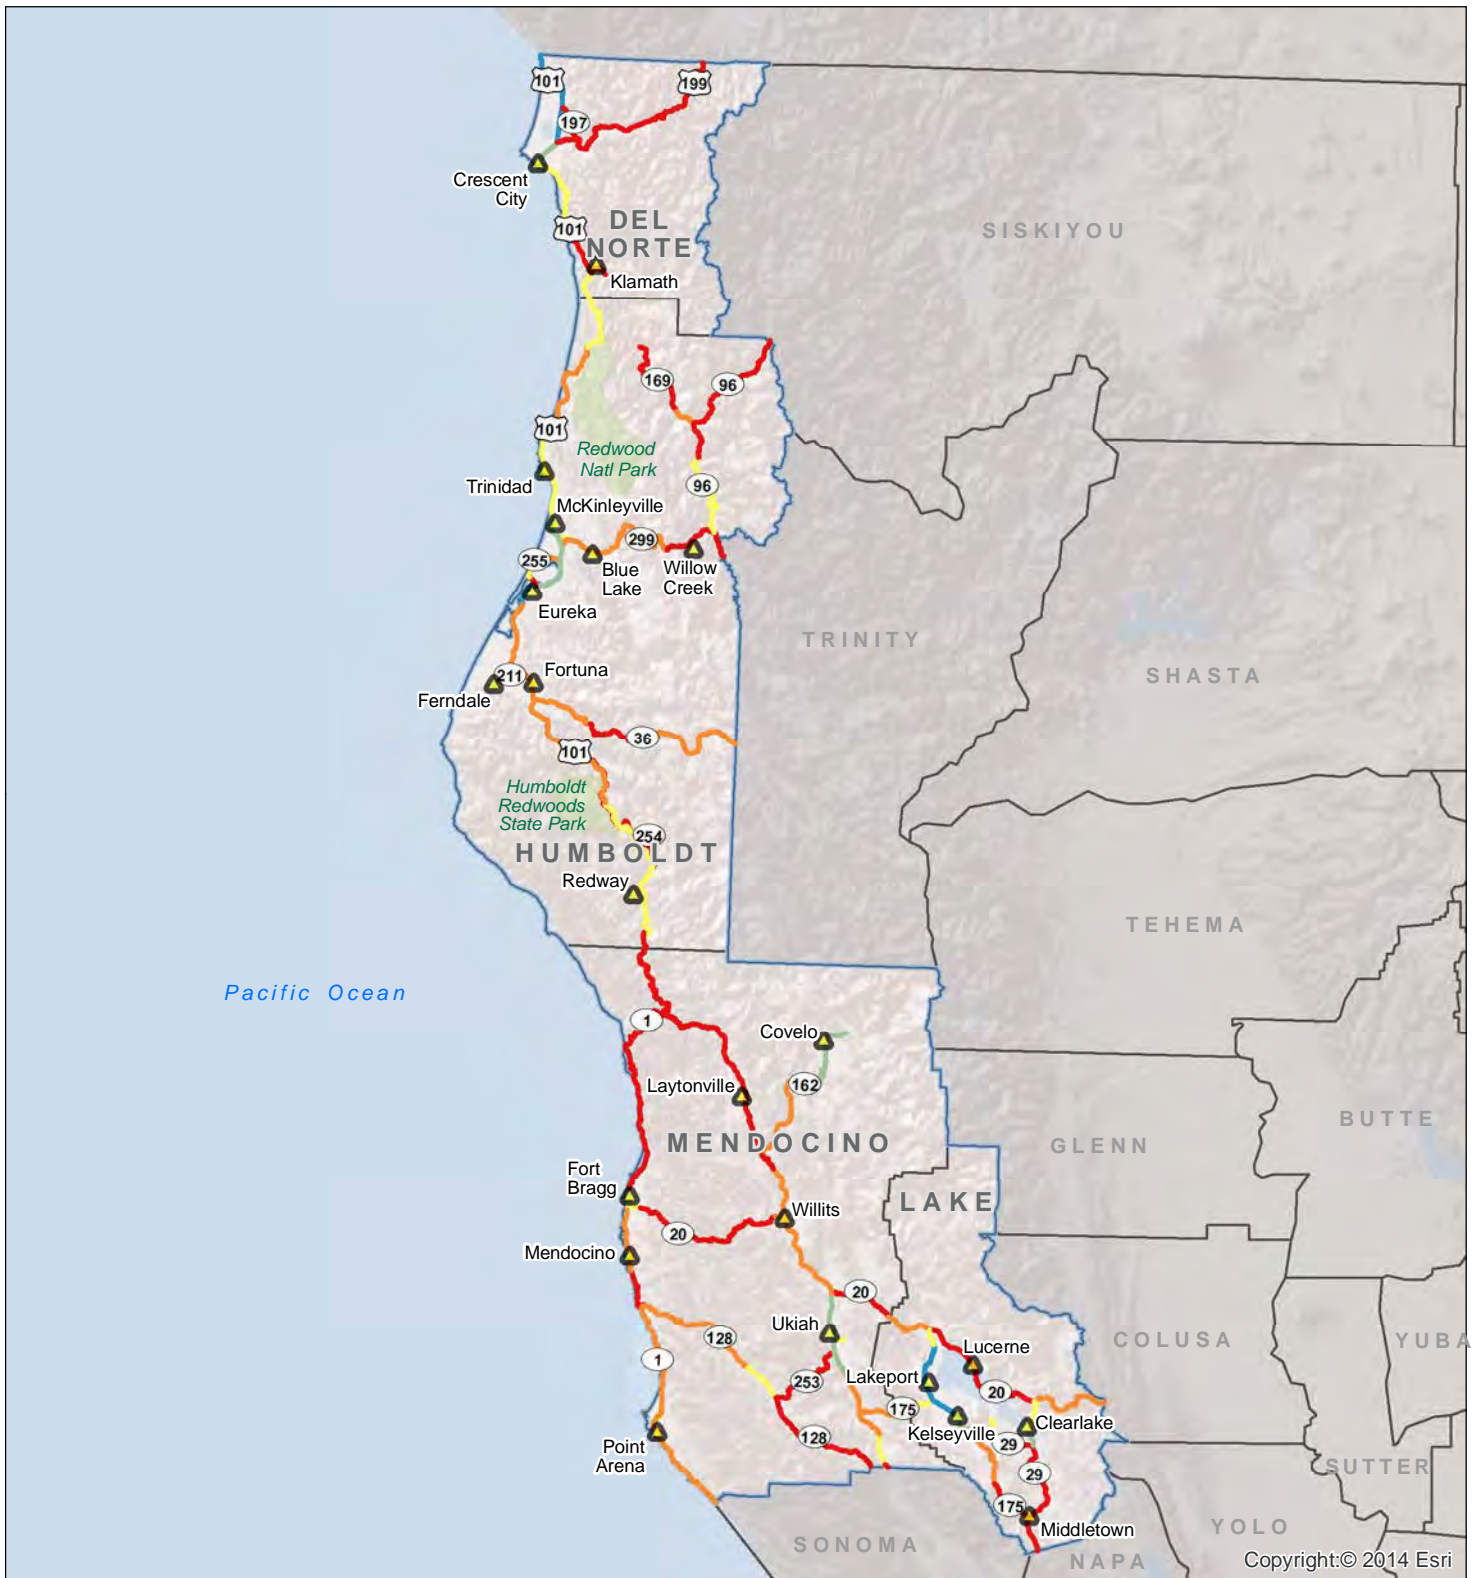 101
199
197
Crescent
City
DEL
NORTE
SISKIYOU
101
Klamath
169
96
101
Redwood
Natl Park
Trinidad
96
McKinleyville
299
255
Blue
Lake
Willow
Creek
Eureka
TRINITY
SHASTA
211
Fortuna
Ferndale
36
101
Humboldt
Redwoods
State Park
254
HUMBOLDT
Redway
TEHEMA
Pacific Ocean
1
Covelo
162
Laytonville
BUTTE
MENDOCINO
GLENN
Fort
Bragg
LAKE
Willits
20
Mendocino
20
Ukiah
128
COLUSA
YUBA
Lucerne
1
253
Lakeport
20
175
Kelseyville
Clearlake
128
29
Point
Arena
29
SUTTER
175
Middletown
YOLO
SONOMA
NAPA
Copyright:© 2014 Esri